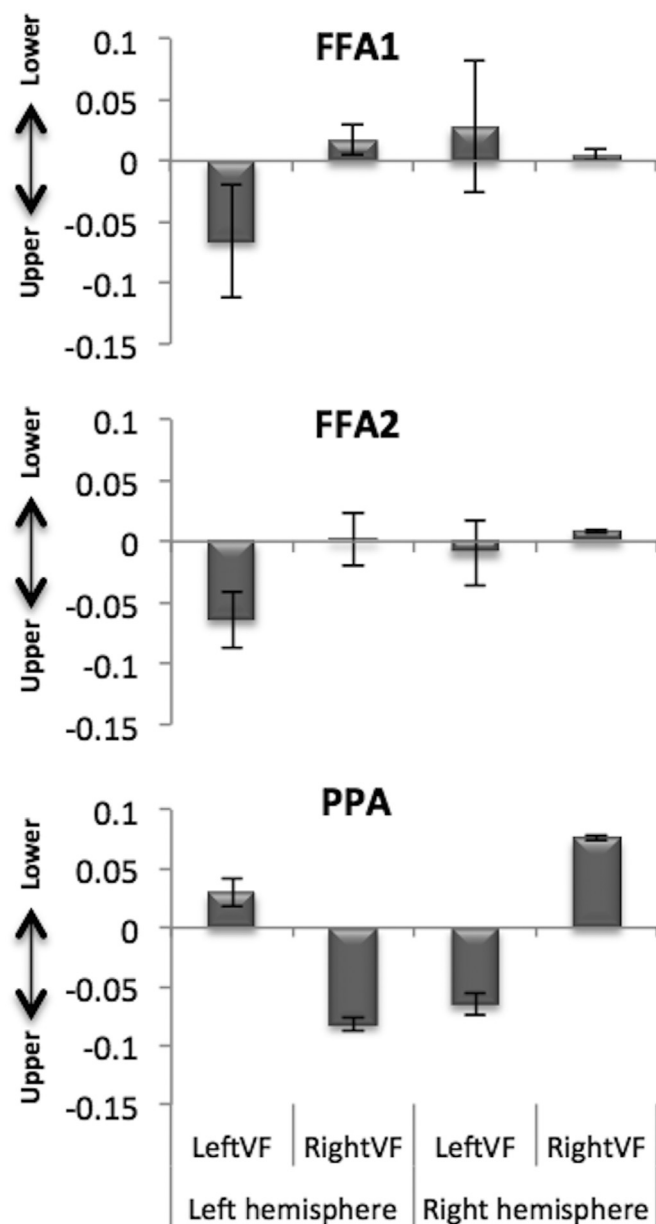 FFA1
Lower
Upper
0.1
0.05
0
-0.05
-0.1
-0.15
FFA2
Lower
Upper
0.1
0.05
0
-0.05
-0.1
-0.15
PPA
Lower
Upper
0.1
0.05
0
-0.05
-0.1
-0.15
LeftVF RightVF LeftVF RightVF
Left hemisphere Right hemisphere